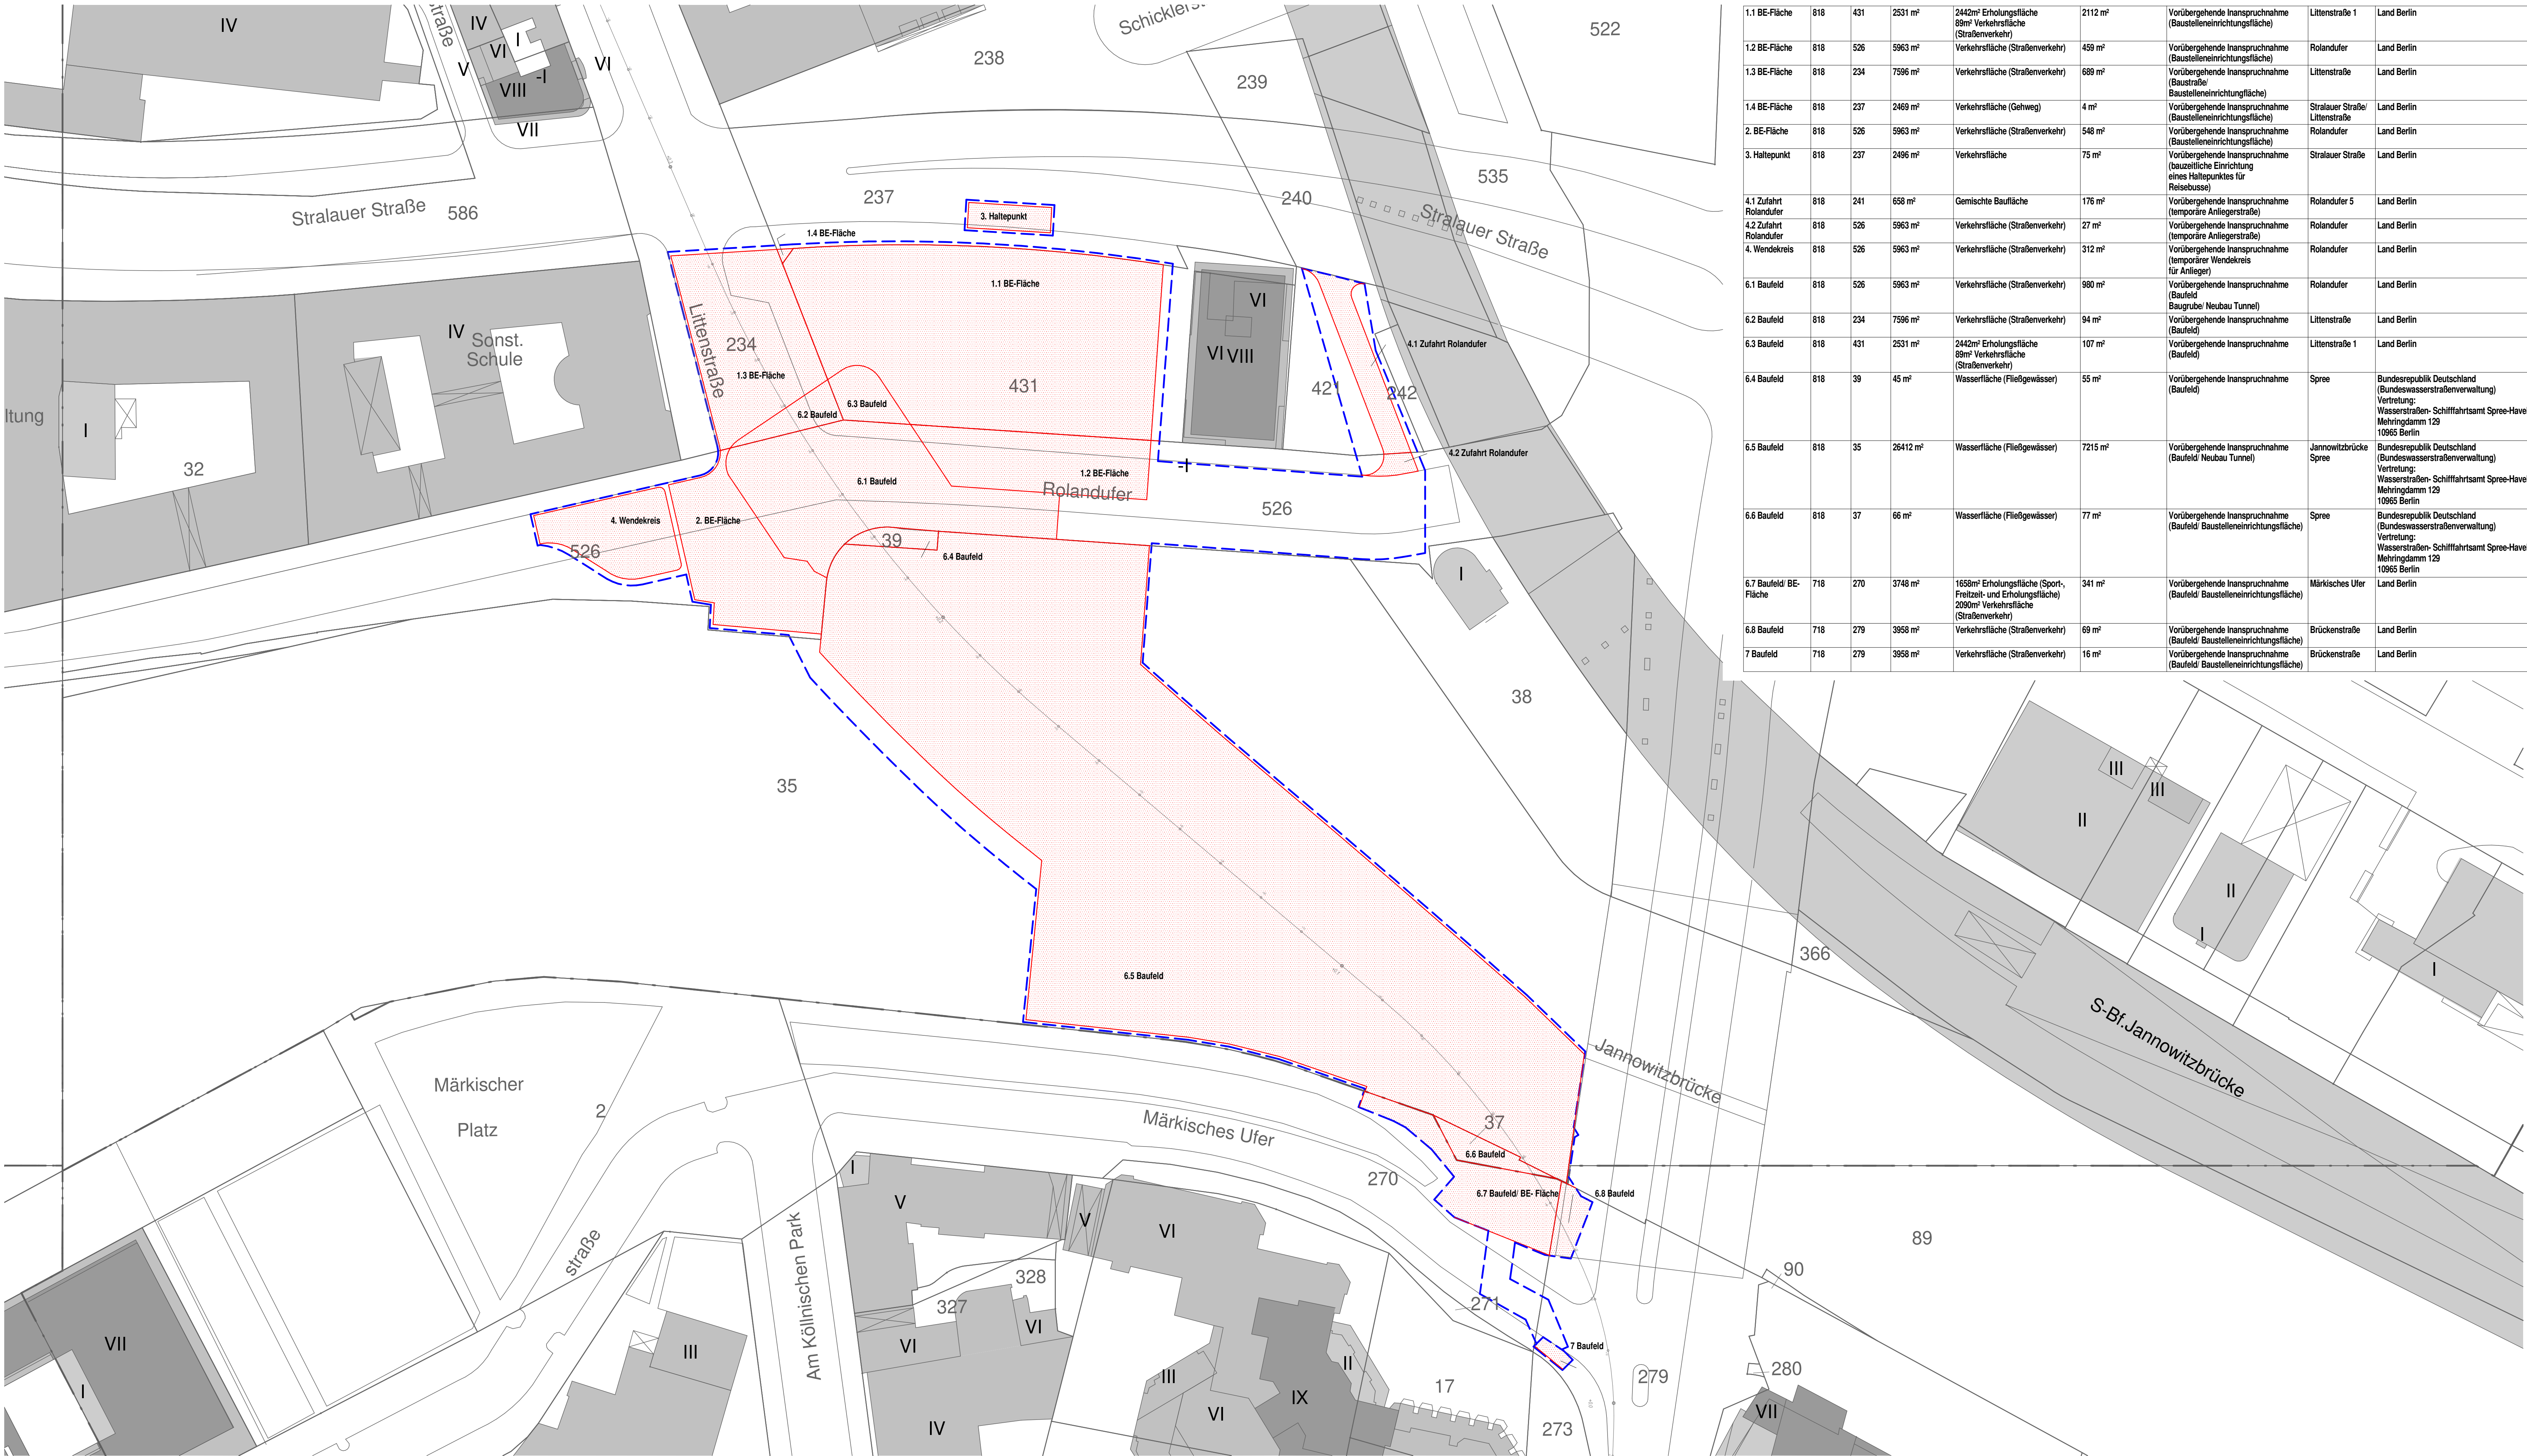 1.1 BE-Fläche 818 431 2531 m² 2442m² Erholungsfläche 2112 m² Vorübergehende Inanspruchnahme Littenstraße 1 Land Berlin
89m² Verkehrsfläche (Baustelleneinrichtungsfläche)
(Straßenverkehr)
1.2 BE-Fläche 818 526 5963 m² Verkehrsfläche (Straßenverkehr) 459 m² Vorübergehende Inanspruchnahme Rolandufer Land Berlin
(Baustelleneinrichtungsfläche)
1.3 BE-Fläche 818 234 7596 m² Verkehrsfläche (Straßenverkehr) 689 m² Vorübergehende Inanspruchnahme Littenstraße Land Berlin
(Baustraße/
Baustelleneinrichtungfläche)
1.4 BE-Fläche 818 237 2469 m² Verkehrsfläche (Gehweg) 4 m² Vorübergehende Inanspruchnahme Stralauer Straße/ Land Berlin
(Baustelleneinrichtungsfläche) Littenstraße
2. BE-Fläche 818 526 5963 m² Verkehrsfläche (Straßenverkehr) 548 m² Vorübergehende Inanspruchnahme Rolandufer Land Berlin
(Baustelleneinrichtungsfläche)
3. Haltepunkt 818 237 2496 m² Verkehrsfläche 75 m² Vorübergehende Inanspruchnahme Stralauer Straße Land Berlin
(bauzeitliche Einrichtung
eines Haltepunktes für
Reisebusse)
4.1 Zufahrt 818 241 658 m² Gemischte Baufläche 176 m² Vorübergehende Inanspruchnahme Rolandufer 5 Land Berlin
Rolandufer (temporäre Anliegerstraße)
4.2 Zufahrt 818 526 5963 m² Verkehrsfläche (Straßenverkehr) 27 m² Vorübergehende Inanspruchnahme Rolandufer Land Berlin
Rolandufer (temporäre Anliegerstraße)
4. Wendekreis 818 526 5963 m² Verkehrsfläche (Straßenverkehr) 312 m² Vorübergehende Inanspruchnahme Rolandufer Land Berlin
(temporärer Wendekreis
für Anlieger)
6.1 Baufeld 818 526 5963 m² Verkehrsfläche (Straßenverkehr) 980 m² Vorübergehende Inanspruchnahme Rolandufer Land Berlin
(Baufeld
Baugrube/ Neubau Tunnel)
6.2 Baufeld 818 234 7596 m² Verkehrsfläche (Straßenverkehr) 94 m² Vorübergehende Inanspruchnahme Littenstraße Land Berlin
(Baufeld)
6.3 Baufeld 818 431 2531 m² 2442m² Erholungsfläche 107 m² Vorübergehende Inanspruchnahme Littenstraße 1 Land Berlin
89m² Verkehrsfläche (Baufeld)
(Straßenverkehr)
6.4 Baufeld 818 39 45 m² Wasserfläche (Fließgewässer) 55 m² Vorübergehende Inanspruchnahme Spree Bundesrepublik Deutschland
(Baufeld) (Bundeswasserstraßenverwaltung)
Vertretung:
Wasserstraßen- Schifffahrtsamt Spree-Have
Mehringdamm 129
10965 Berlin
6.5 Baufeld 818 35 26412 m² Wasserfläche (Fließgewässer) 7215 m² Vorübergehende Inanspruchnahme Jannowitzbrücke Bundesrepublik Deutschland
(Baufeld/ Neubau Tunnel) Spree (Bundeswasserstraßenverwaltung)
Vertretung:
Wasserstraßen- Schifffahrtsamt Spree-Have
Mehringdamm 129
10965 Berlin
6.6 Baufeld 818 37 66 m² Wasserfläche (Fließgewässer) 77 m² Vorübergehende Inanspruchnahme Spree Bundesrepublik Deutschland
(Baufeld/ Baustelleneinrichtungsfläche) (Bundeswasserstraßenverwaltung)
Vertretung:
Wasserstraßen- Schifffahrtsamt Spree-Have
Mehringdamm 129
10965 Berlin
6.7 Baufeld/ BE- 718 270 3748 m² 1658m² Erholungsfläche (Sport-, 341 m² Vorübergehende Inanspruchnahme Märkisches Ufer Land Berlin
Fläche Freitzeit- und Erholungsfläche) (Baufeld/ Baustelleneinrichtungsfläche)
2090m² Verkehrsfläche
(Straßenverkehr)
6.8 Baufeld 718 279 3958 m² Verkehrsfläche (Straßenverkehr) 69 m² Vorübergehende Inanspruchnahme Brückenstraße Land Berlin
(Baufeld/ Baustelleneinrichtungsfläche)
7 Baufeld 718 279 3958 m² Verkehrsfläche (Straßenverkehr) 16 m² Vorübergehende Inanspruchnahme Brückenstraße Land Berlin
(Baufeld/ Baustelleneinrichtungsfläche)
IV
straße
IV
I
VI
V
-I
VI
VIII
VII
238
239
522
237
240
535
Stralauer Straße
586
3. Haltepunkt
Stralauer Straße
1.4 BE-Fläche
1.1 BE-Fläche
VI
VI VIII
IV
Sonst.
Schule
Littenstraße
234
1.3 BE-Fläche
431
4.1 Zufahrt Rolandufer
421
242
6.3 Baufeld
6.2 Baufeld
ltung
I
32
4.2 Zufahrt Rolandufer
-I
1.2 BE-Fläche
6.1 Baufeld
Rolandufer
526
4. Wendekreis
2. BE-Fläche
526
39
6.4 Baufeld
I
38
35
III
III
II
II
I
I
366
6.5 Baufeld
S-Bf.Jannowitzbrücke
Jannowitzbrücke
Märkischer
Platz
2
Märkisches Ufer
37
6.6 Baufeld
270
6.7 Baufeld/ BE- Fläche
6.8 Baufeld
I
V
V
VI
89
straße
Am Köllnischen Park
328
327
VI
VI
90
271
7 Baufeld
VII
I
III
III
II
IX
VI
IV
17
279
280
273
VII